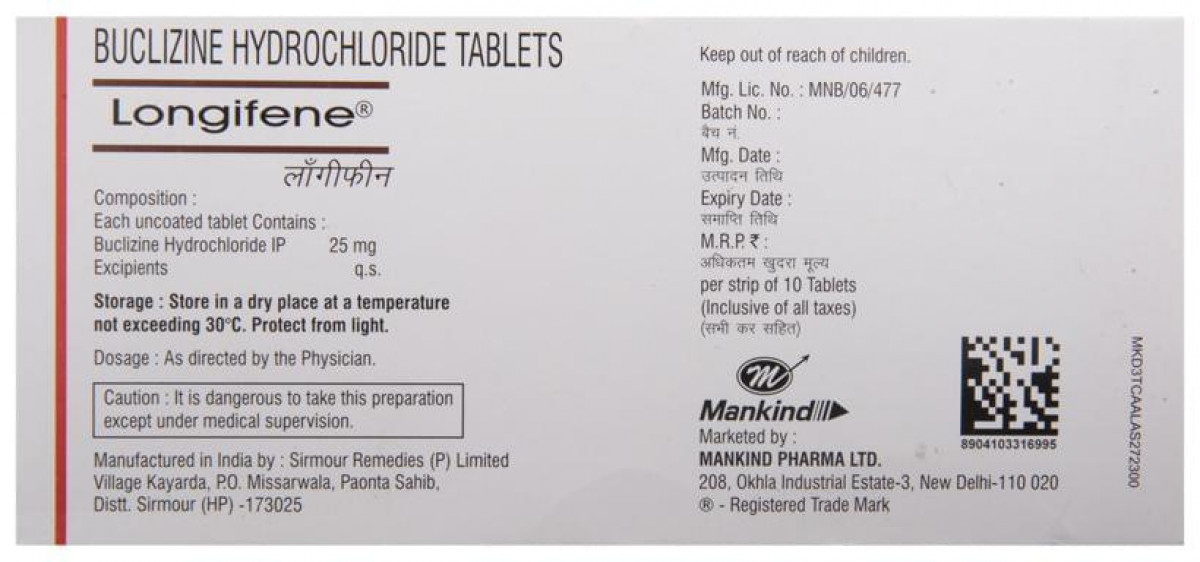 BUCLIZINE HYDROCHLORIDE TABLETS
Longifene®
लाँगीफीन
Composition :
Each uncoated tablet Contains :
Buclizine Hydrochloride IP 25 mg
Excipients q.s.
Storage : Store in a dry place at a temperature
not exceeding 30°C. Protect from light.
Dosage : As directed by the Physician.
Caution : It is dangerous to take this preparation
except under medical supervision.
Manufactured in India by : Sirmour Remedies (P) Limited
Village Kayarda, P.O. Missarwala, Paonta Sahib,
Distt. Sirmour (HP) -173025
Keep out of reach of children.
Mfg. Lic. No. : MNB/06/477
Batch No. :
बैच नं.
Mfg. Date :
उत्पादन तिथि
Expiry Date :
समाप्ति तिथि
M.R.P. ₹ :
अधिकतम खुदरा मूल्य
per strip of 10 Tablets
(Inclusive of all taxes)
(सभी कर सहित)
m
Mankind
Marketed by :
MANKIND PHARMA LTD.
208, Okhla Industrial Estate-3, New Delhi-110 020
® - Registered Trade Mark
8904103316995
MKD3TCAALAS272300